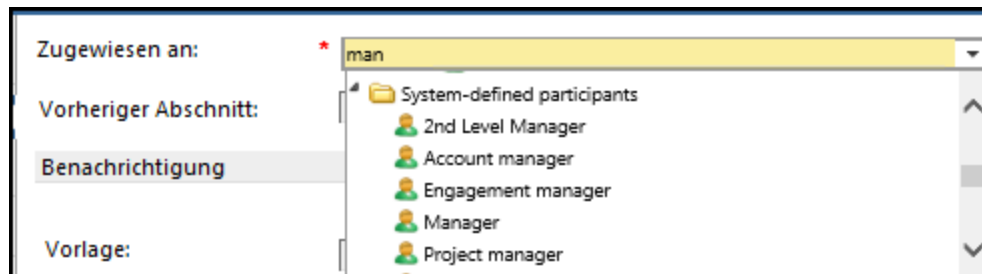 Zugewiesen an: *
man
System-defined participants
Vorheriger Abschnitt:
2nd Level Manager
Account manager
Benachrichtigung
Engagement manager
Manager
Vorlage:
Project manager